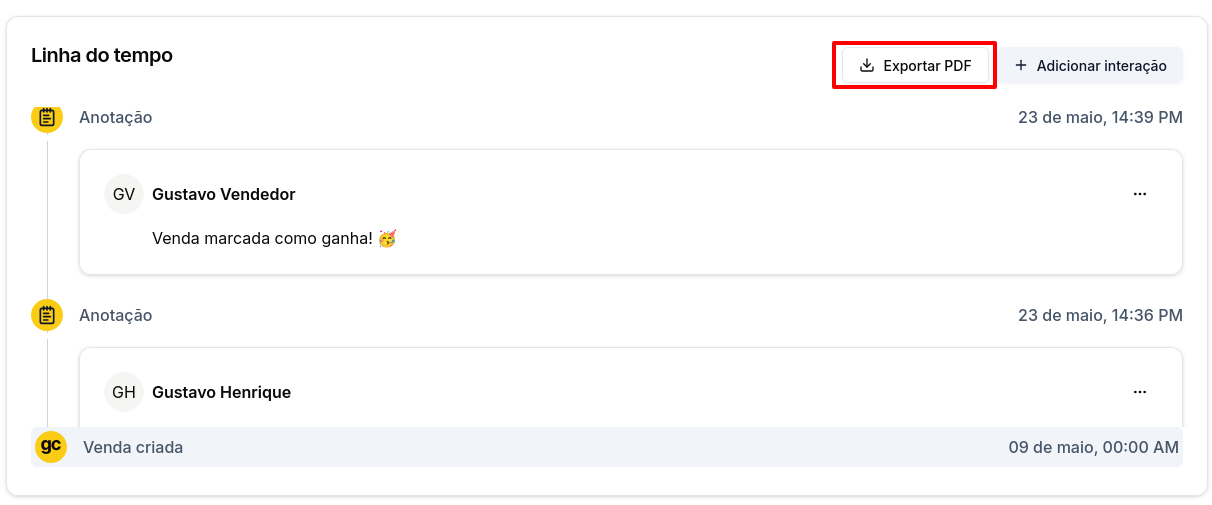 Linha do tempo
Exportar PDF
Adicionar interação
Anotação
23 de maio, 14:39 PM
GV
Gustavo Vendedor
Venda marcada como ganha! 🥳
Anotação
23 de maio, 14:36 PM
GH
Gustavo Henrique
gc
Venda criada
09 de maio, 00:00 AM